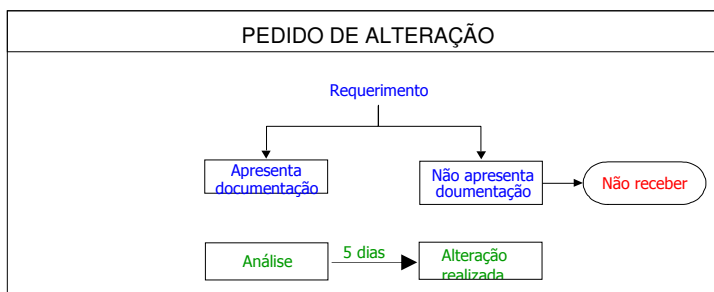 PEDIDO DE ALTERAÇÃO
Requerimento
Apresenta
documentação
Não apresenta
doumentação
Não receber
Análise
5 dias
Alteração
realizada